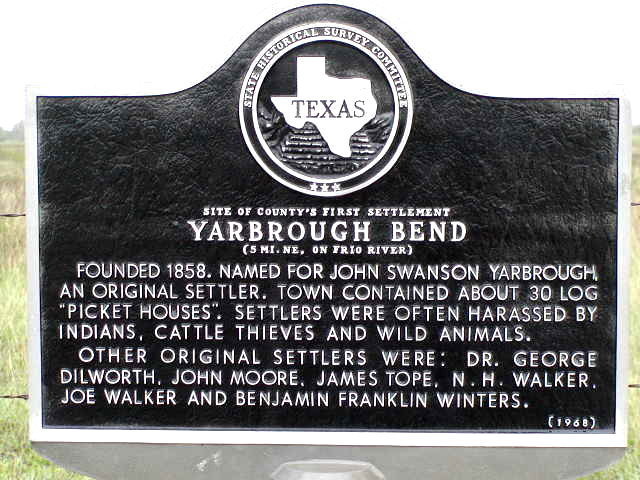 STATE HISTORICAL SURVEY COMMITTEE
TEXAS
SITE OF COUNTY'S FIRST SETTLEMENT
YARBROUGH BEND
(5 MI. NE, ON FRIO RIVER)
FOUNDED 1858. NAMED FOR JOHN SWANSON YARBROUGH,
AN ORIGINAL SETTLER. TOWN CONTAINED ABOUT 30 LOG
"PICKET HOUSES". SETTLERS WERE OFTEN HARASSED BY
INDIANS, CATTLE THIEVES AND WILD ANIMALS.
OTHER ORIGINAL SETTLERS WERE: DR. GEORGE
DILWORTH, JOHN MOORE, JAMES TOPE, N. H. WALKER,
JOE WALKER AND BENJAMIN FRANKLIN WINTERS.
(1968)